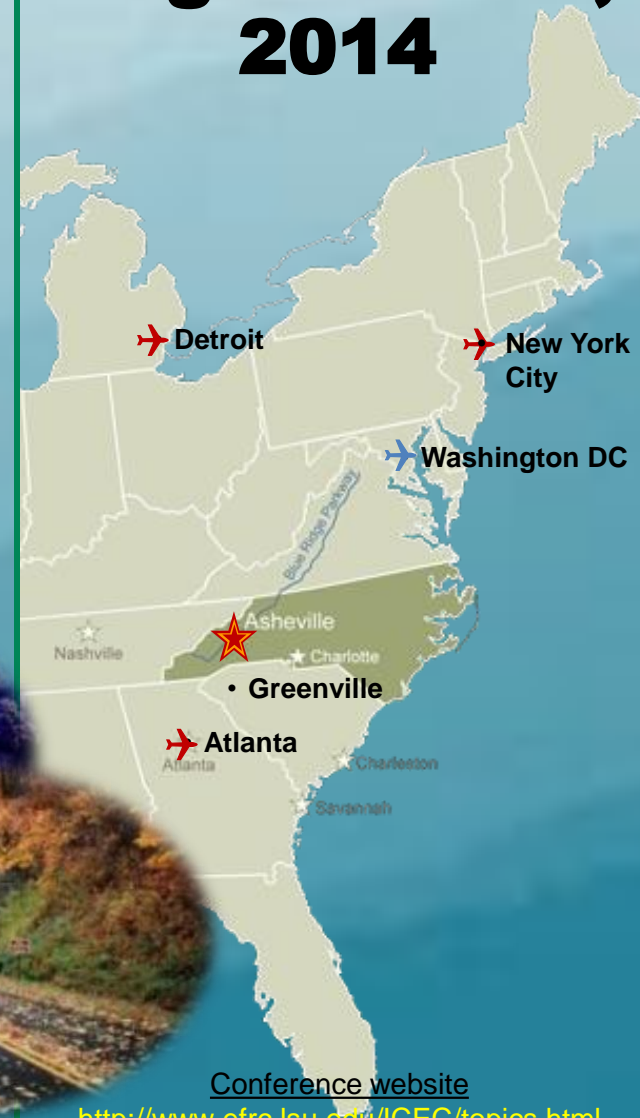 2014
Detroit
New York
City
Washington DC
Blue Ridge Parkway
Asheville
Nashville
Charlotte
Greenville
Atlanta
Atlanta
Charleston
Savannah
Conference website